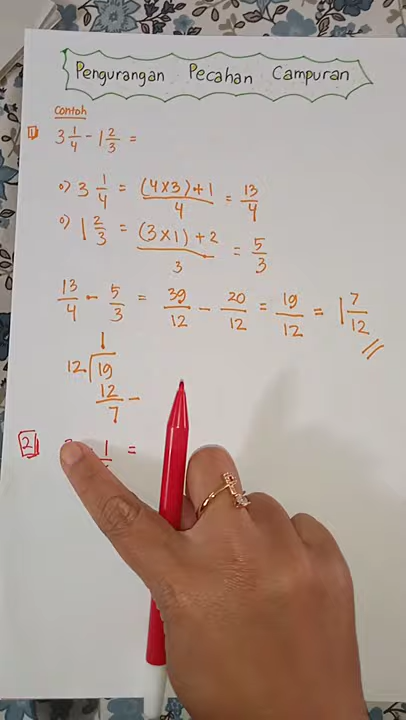 Pengurangan Pecahan Campuran
Contoh
1 3 1/4 - 1 2/3 =
o) 3 1/4 = (4x3)+1/4 = 13/4
o) 1 2/3 = (3x1)+2/3 = 5/3
13/4 - 5/3 = 39/12 - 20/12 = 19/12 = 1 7/12 //
1
12 19
12 -
7
2 1 =